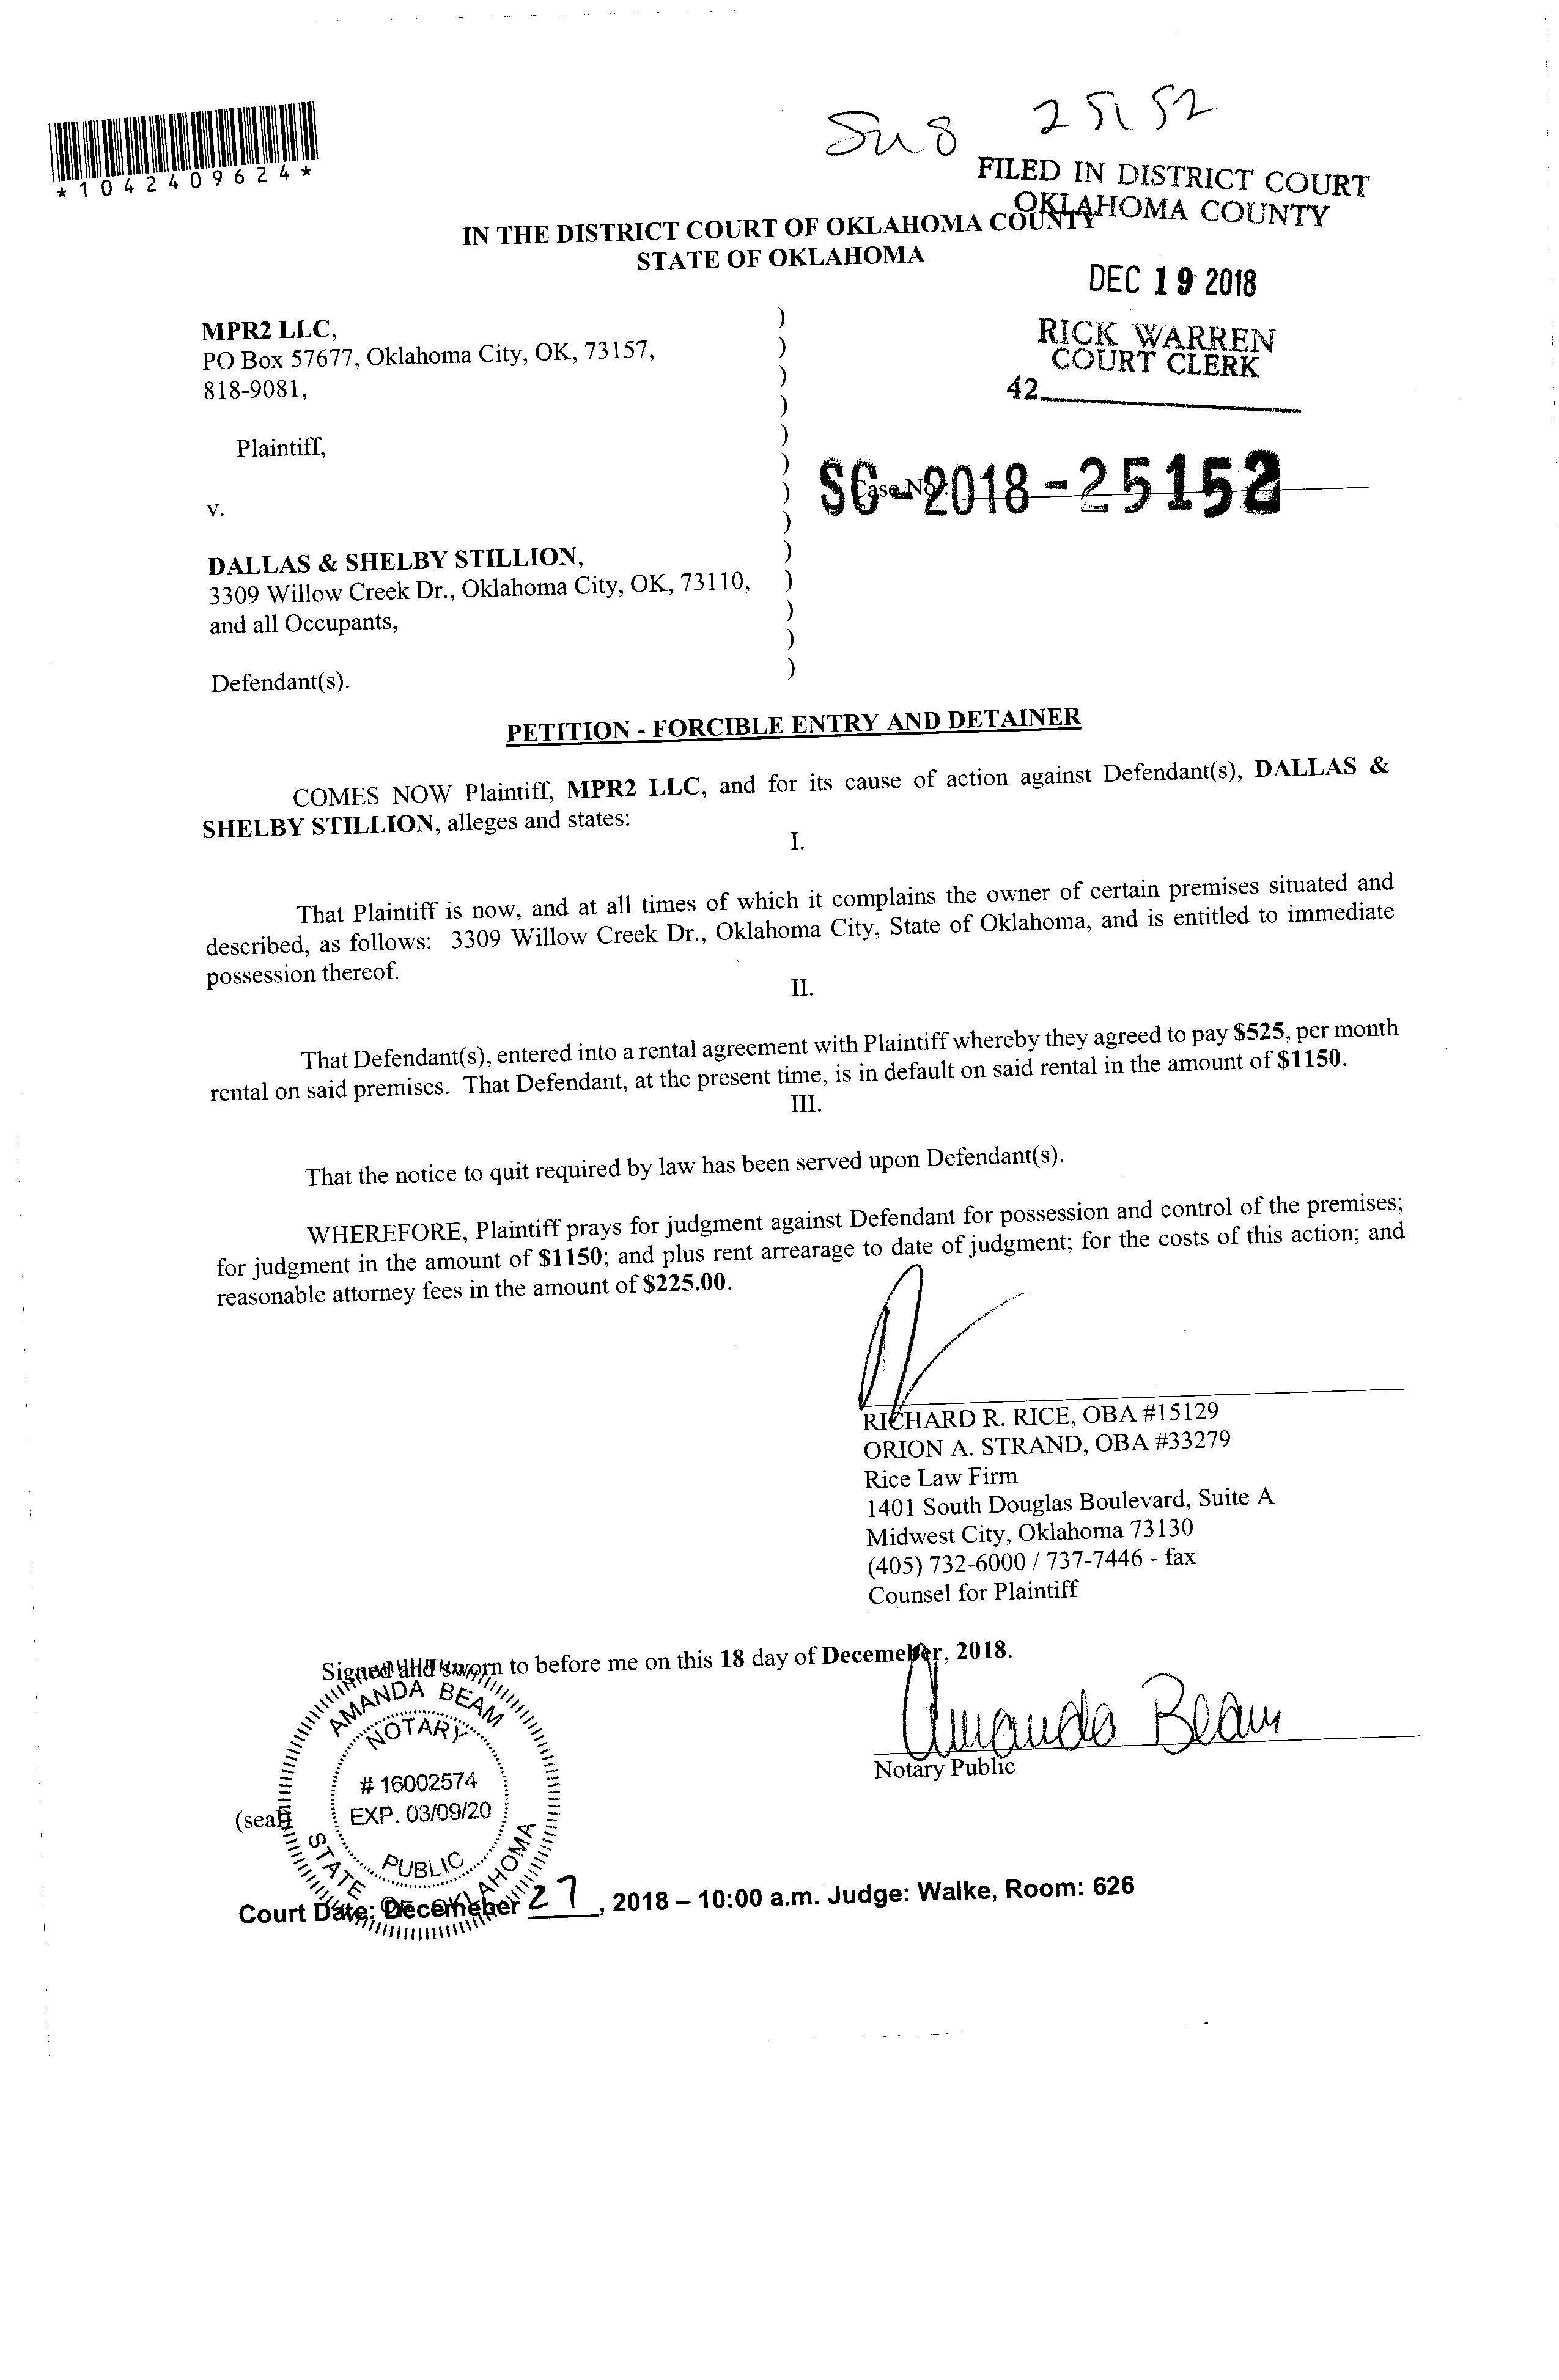 *1042409624*
25152
FILED IN DISTRICT COURT
OKLAHOMA COUNTY
IN THE DISTRICT COURT OF OKLAHOMA COUNTY
STATE OF OKLAHOMA
DEC 19 2018
RICK WARREN
COURT CLERK
42
MPR2 LLC, )
PO Box 57677, Oklahoma City, OK, 73157, )
818-9081, )
)
Plaintiff, )
)
SC-2018-25152
Case No.: )
v. )
DALLAS & SHELBY STILLION, )
3309 Willow Creek Dr., Oklahoma City, OK, 73110, )
and all Occupants, )
)
Defendant(s). )
PETITION - FORCIBLE ENTRY AND DETAINER
COMES NOW Plaintiff, MPR2 LLC, and for its cause of action against Defendant(s), DALLAS &
SHELBY STILLION, alleges and states:
I.
That Plaintiff is now, and at all times of which it complains the owner of certain premises situated and
described, as follows: 3309 Willow Creek Dr., Oklahoma City, State of Oklahoma, and is entitled to immediate
possession thereof.
II.
That Defendant(s), entered into a rental agreement with Plaintiff whereby they agreed to pay $525, per month
rental on said premises. That Defendant, at the present time, is in default on said rental in the amount of $1150.
III.
That the notice to quit required by law has been served upon Defendant(s).
WHEREFORE, Plaintiff prays for judgment against Defendant for possession and control of the premises;
for judgment in the amount of $1150; and plus rent arrearage to date of judgment; for the costs of this action; and
reasonable attorney fees in the amount of $225.00.
RICHARD R. RICE, OBA #15129
ORION A. STRAND, OBA #33279
Rice Law Firm
1401 South Douglas Boulevard, Suite A
Midwest City, Oklahoma 73130
(405) 732-6000 / 737-7446 - fax
Counsel for Plaintiff
Signed and sworn to before me on this 18 day of Decemeber, 2018.
Amanda Beam
Notary Public
(seal)
AMANDA BEAM
NOTARY
# 16002574
EXP. 03/09/20
PUBLIC
STATE OF OKLAHOMA
Court Date: Decemeber 27, 2018 – 10:00 a.m. Judge: Walke, Room: 626